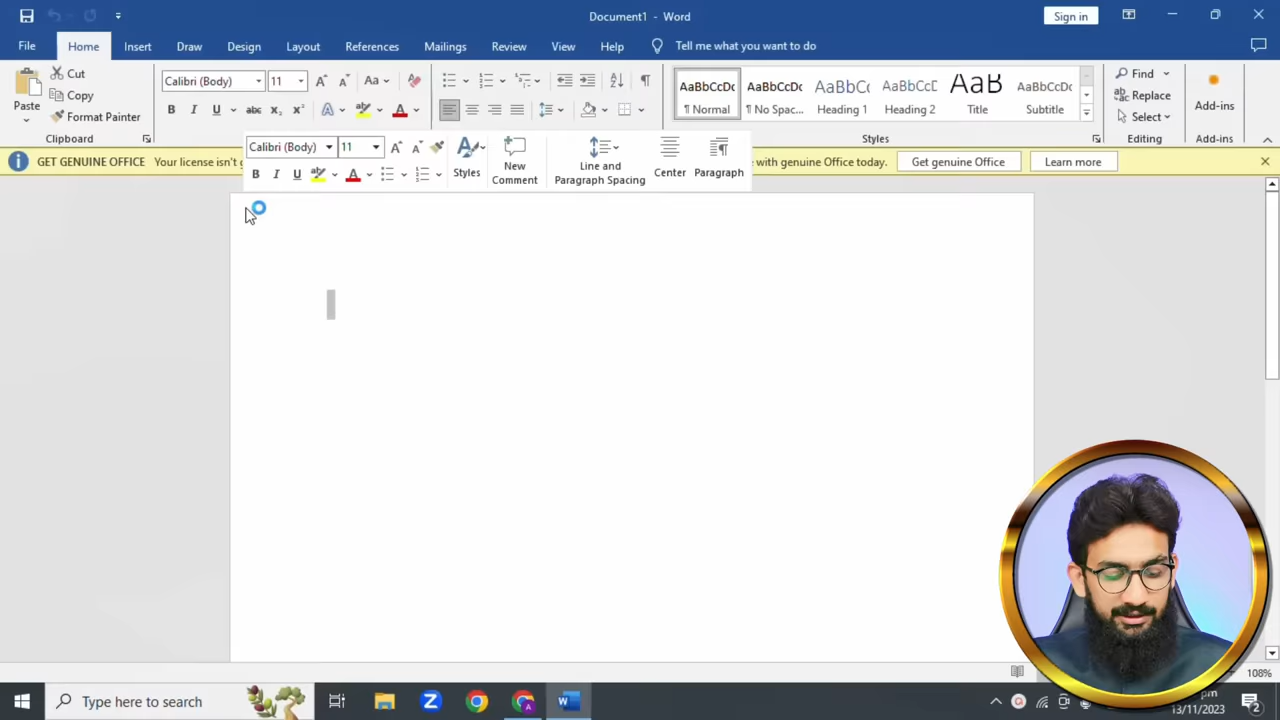 Document1 - Word
Sign in
File Home Insert Draw Design Layout References Mailings Review View Help Tell me what you want to do
Paste
Cut
Copy
Format Painter
Clipboard
Calibri (Body) 11
AaBbCcDc AaBbCcDc AaBbCc AaBbCcD AaB AaBbCcD
¶ Normal ¶ No Spac... Heading 1 Heading 2 Title Subtitle
Styles
Find
Replace
Select
Editing
Add-ins
Add-ins
Calibri (Body) 11
Styles
New Comment
Line and Paragraph Spacing
Center
Paragraph
GET GENUINE OFFICE Your license isn't g
with genuine Office today. Get genuine Office Learn more
108%
Type here to search
pm
13/11/2023
2